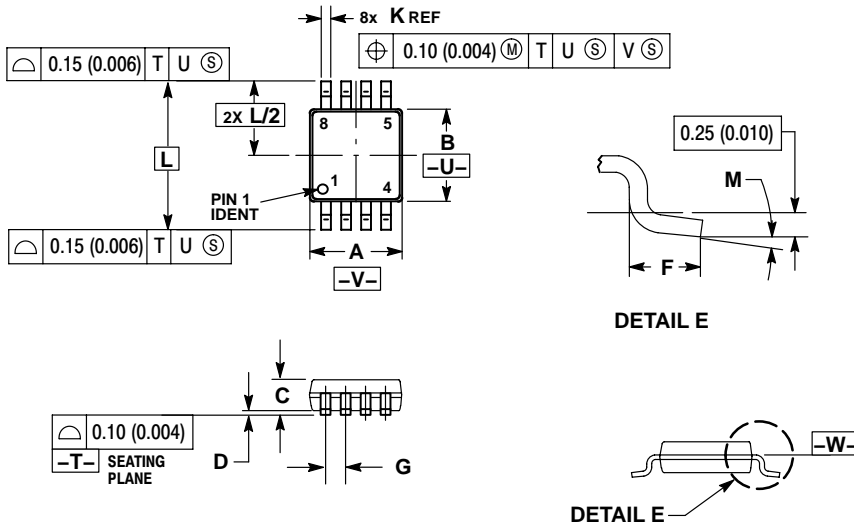 8x K REF
⌓ 0.15 (0.006) T U Ⓢ
⌖ 0.10 (0.004) Ⓜ T U Ⓢ V Ⓢ
2X L/2
8 5
B
–U–
L
1
4
PIN 1
IDENT
⌓ 0.15 (0.006) T U Ⓢ
A
–V–
0.25 (0.010)
M
F
DETAIL E
C
⌓ 0.10 (0.004)
–T– SEATING
PLANE
D
G
–W–
DETAIL E